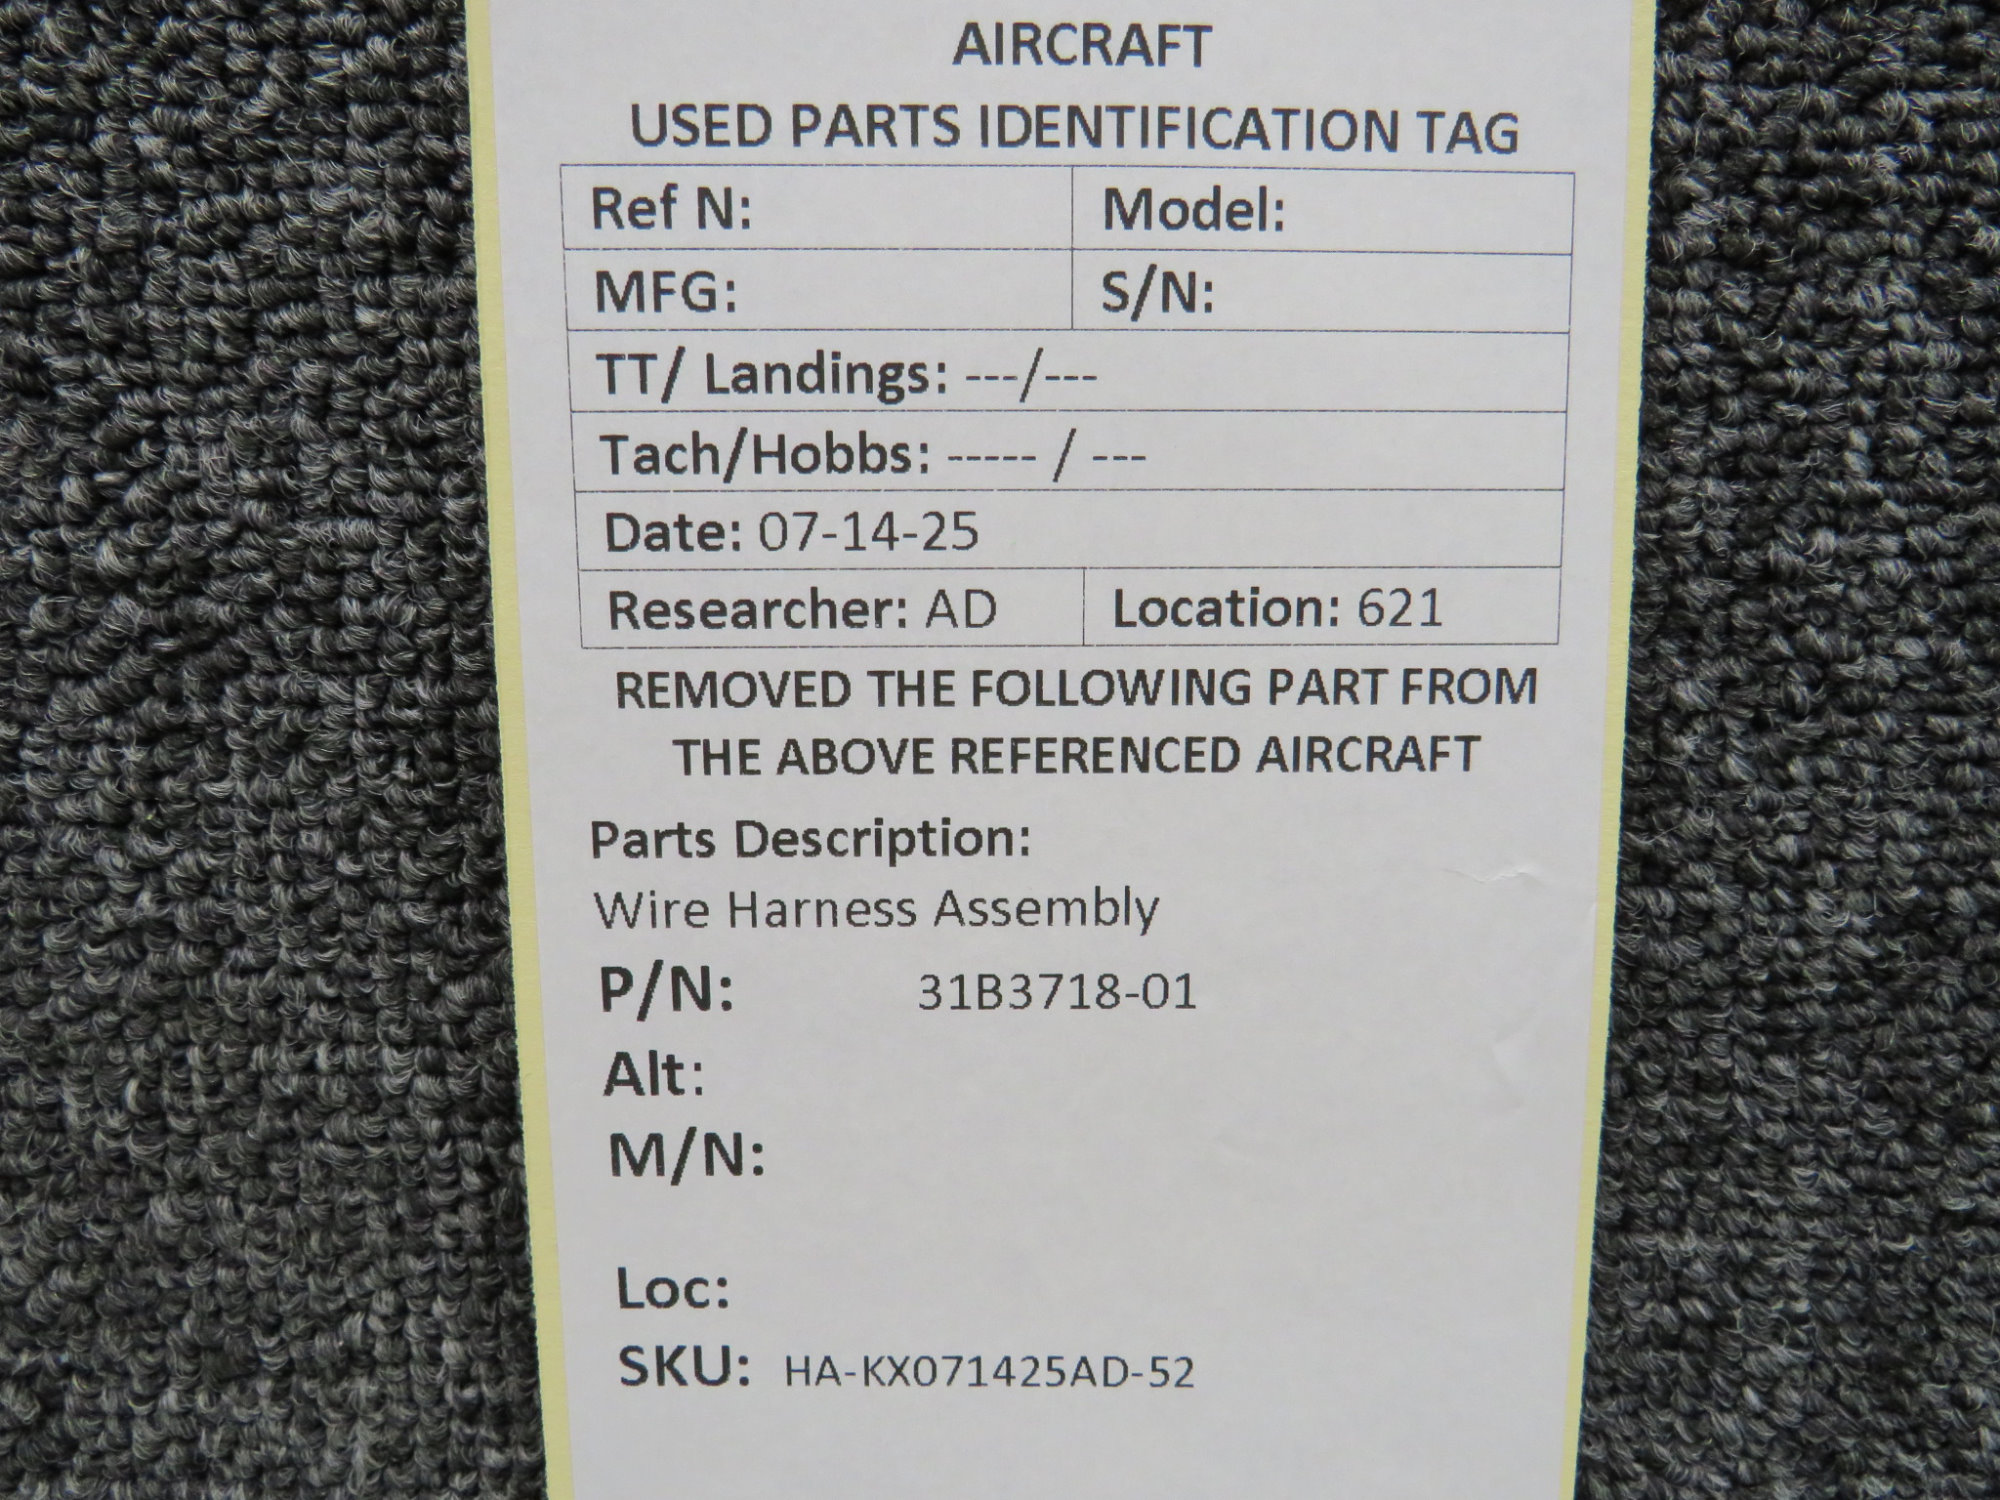 AIRCRAFT
USED PARTS IDENTIFICATION TAG
Ref N: Model:
MFG: S/N:
TT/ Landings: ---/---
Tach/Hobbs: ----- / ---
Date: 07-14-25
Researcher: AD Location: 621
REMOVED THE FOLLOWING PART FROM
THE ABOVE REFERENCED AIRCRAFT
Parts Description:
Wire Harness Assembly
P/N: 31B3718-01
Alt:
M/N:
Loc:
SKU: HA-KX071425AD-52